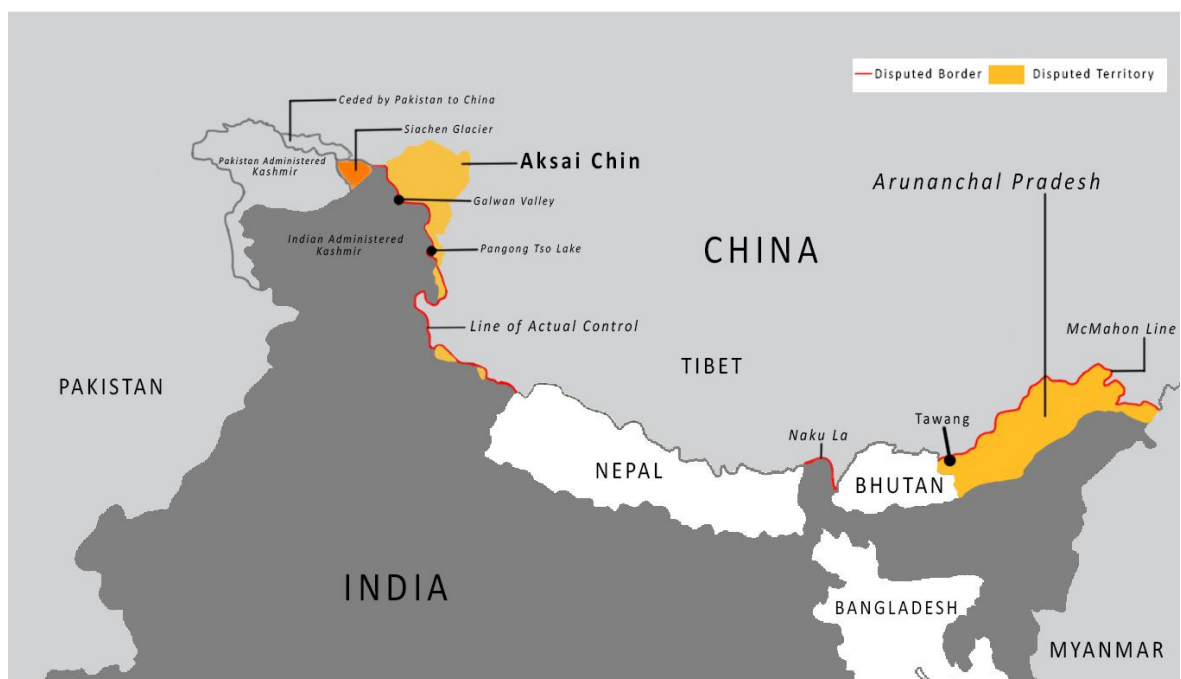 Disputed Border
Disputed Territory
Ceded by Pakistan to China
Siachen Glacier
Pakistan Administered
Kashmir
Aksai Chin
Arunanchal Pradesh
Galwan Valley
Indian Administered
Kashmir
Pangong Tso Lake
CHINA
Line of Actual Control
McMahon Line
TIBET
PAKISTAN
Tawang
Naku La
NEPAL
BHUTAN
INDIA
BANGLADESH
MYANMAR